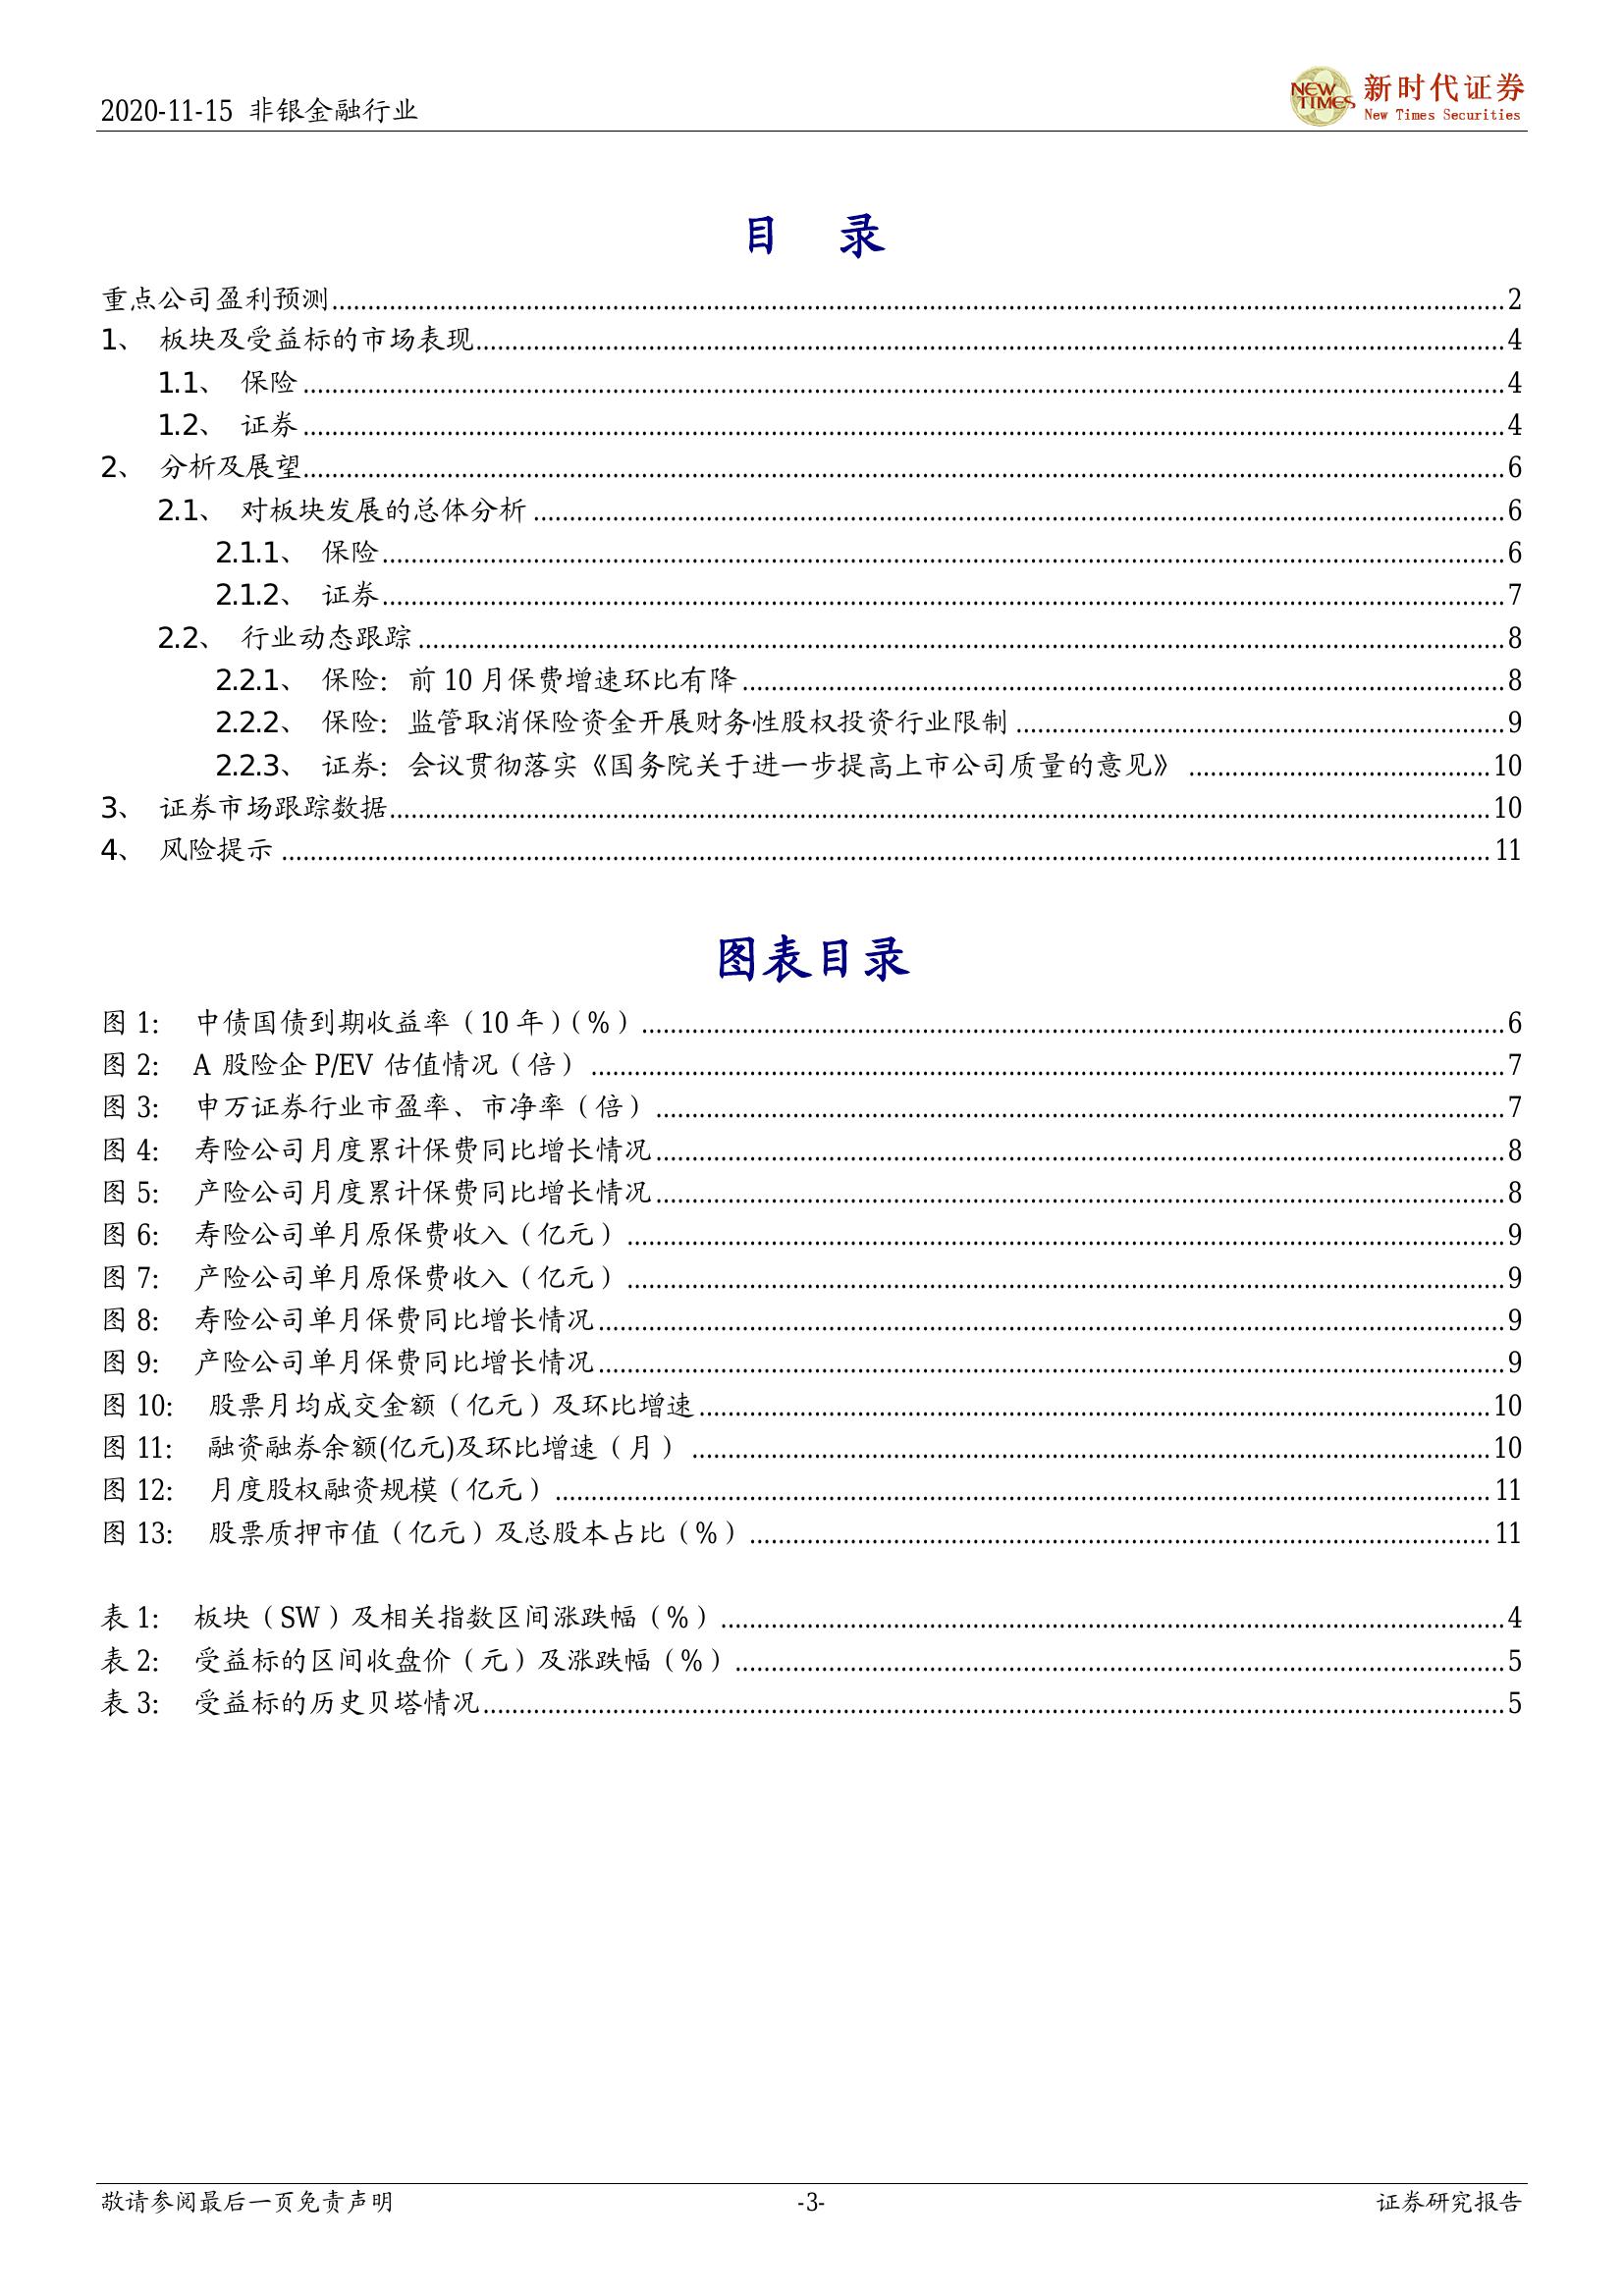 2020-11-15 非银金融行业
NEW TIMES 新时代证券
New Times Securities
目 录
重点公司盈利预测 2
1、 板块及受益标的市场表现 4
1.1、 保险 4
1.2、 证券 4
2、 分析及展望 6
2.1、 对板块发展的总体分析 6
2.1.1、 保险 6
2.1.2、 证券 7
2.2、 行业动态跟踪 8
2.2.1、 保险：前 10 月保费增速环比有降 8
2.2.2、 保险：监管取消保险资金开展财务性股权投资行业限制 9
2.2.3、 证券：会议贯彻落实《国务院关于进一步提高上市公司质量的意见》 10
3、 证券市场跟踪数据 10
4、 风险提示 11
图表目录
图 1： 中债国债到期收益率（10 年）（%） 6
图 2： A 股险企 P/EV 估值情况（倍） 7
图 3： 申万证券行业市盈率、市净率（倍） 7
图 4： 寿险公司月度累计保费同比增长情况 8
图 5： 产险公司月度累计保费同比增长情况 8
图 6： 寿险公司单月原保费收入（亿元） 9
图 7： 产险公司单月原保费收入（亿元） 9
图 8： 寿险公司单月保费同比增长情况 9
图 9： 产险公司单月保费同比增长情况 9
图 10： 股票月均成交金额（亿元）及环比增速 10
图 11： 融资融券余额(亿元)及环比增速（月） 10
图 12： 月度股权融资规模（亿元） 11
图 13： 股票质押市值（亿元）及总股本占比（%） 11
表 1： 板块（SW）及相关指数区间涨跌幅（%） 4
表 2： 受益标的区间收盘价（元）及涨跌幅（%） 5
表 3： 受益标的历史贝塔情况 5
敬请参阅最后一页免责声明 -3- 证券研究报告